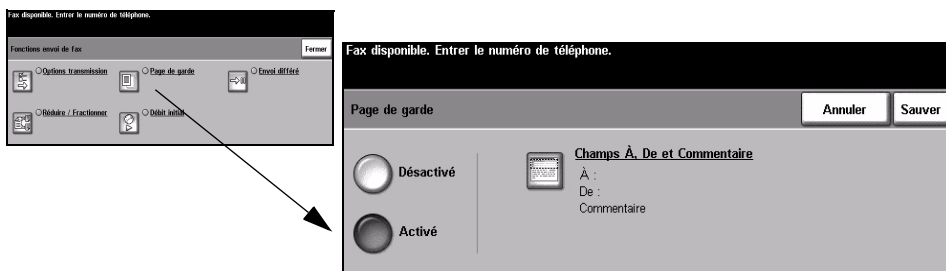 Fax disponible. Entrer le numéro de téléphone.
Fonctions envoi de fax
Fermer
Options transmission
Page de garde
Envoi différé
Réduire / Fractionner
Débit initial
Fax disponible. Entrer le numéro de téléphone.
Page de garde
Annuler
Sauver
Désactivé
Activé
Champs À, De et Commentaire
À :
De :
Commentaire